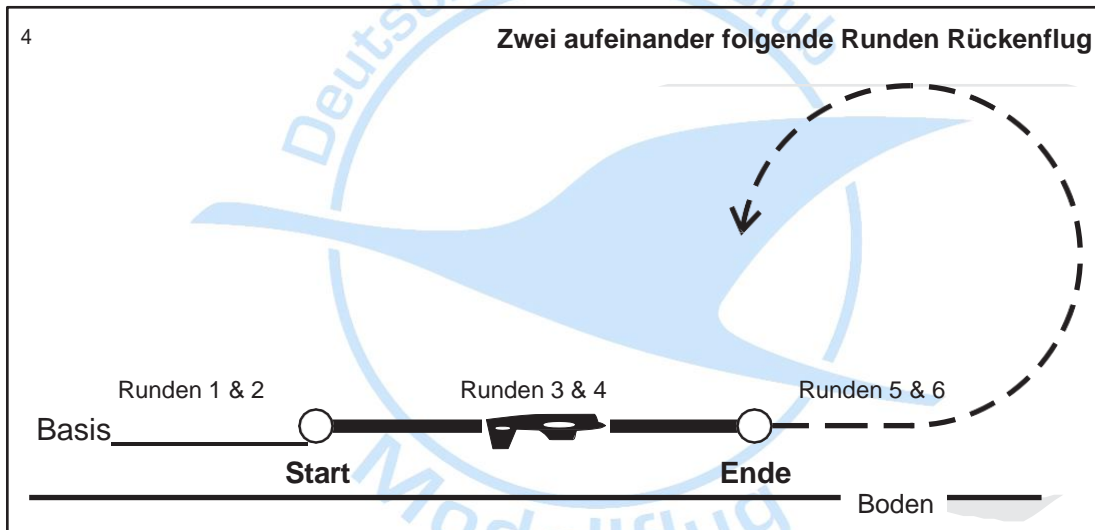 4
Zwei aufeinander folgende Runden Rückenflug
Runden 1 & 2
Runden 3 & 4
Runden 5 & 6
Basis
Start
Ende
Boden
Modellflug